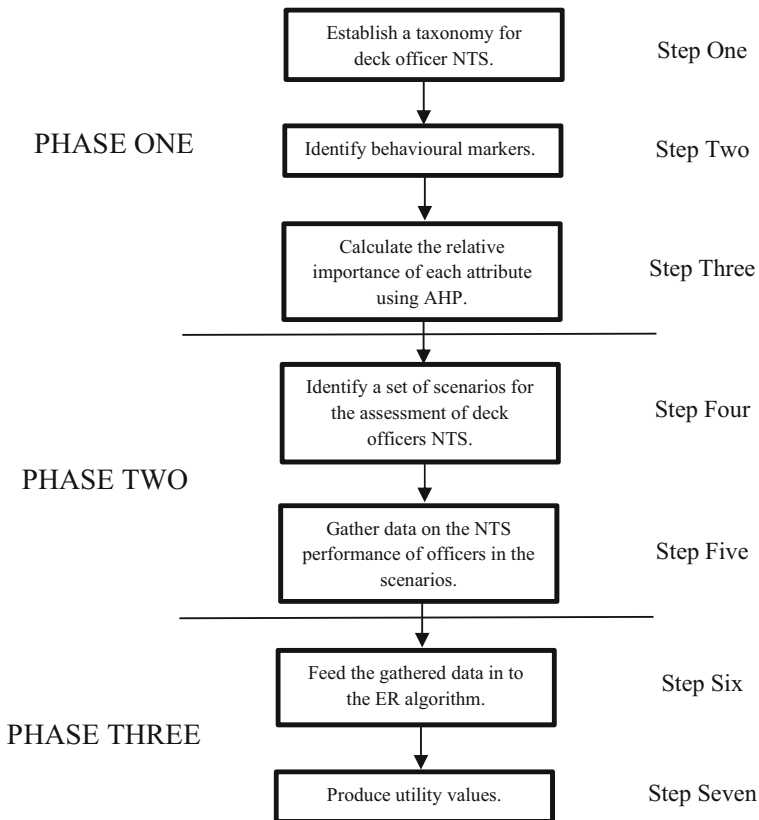 Establish a taxonomy for
deck officer NTS.
Step One
PHASE ONE
Identify behavioural markers.
Step Two
Calculate the relative
importance of each attribute
using AHP.
Step Three
Identify a set of scenarios for
the assessment of deck
officers NTS.
Step Four
PHASE TWO
Gather data on the NTS
performance of officers in the
scenarios.
Step Five
Feed the gathered data in to
the ER algorithm.
Step Six
PHASE THREE
Produce utility values.
Step Seven